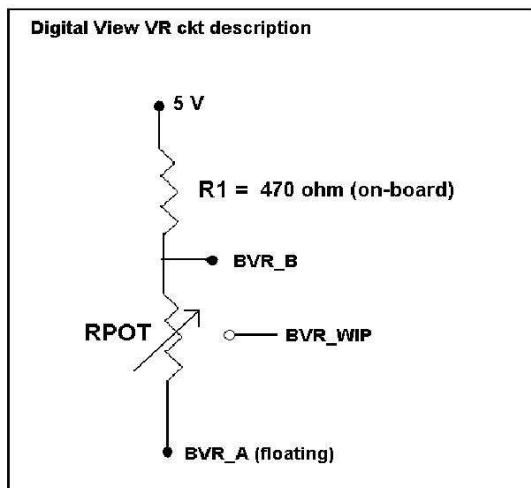 Digital View VR ckt description
5 V
R1 = 470 ohm (on-board)
BVR_B
RPOT
BVR_WIP
BVR_A (floating)